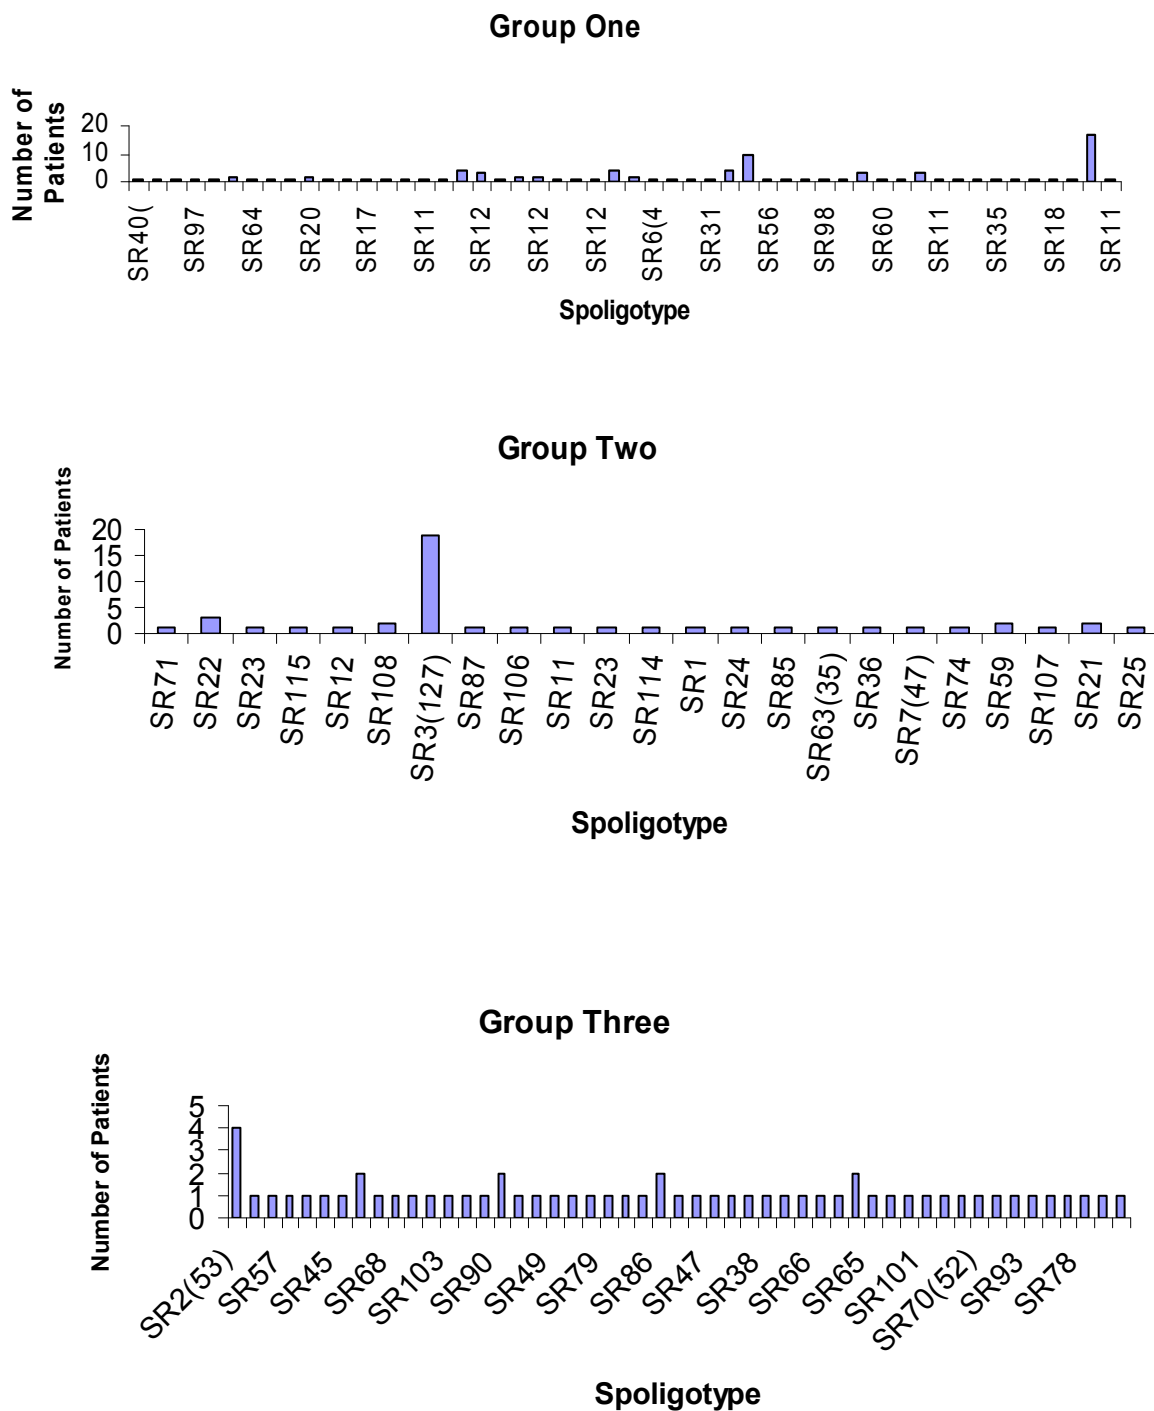 Group One
Number of
Patients
20
10
0
SR40(
SR97
SR64
SR20
SR17
SR11
SR12
SR12
SR12
SR6(4
SR31
SR56
SR98
SR60
SR11
SR35
SR18
SR11
Spoligotype
Group Two
Number of Patients
20
15
10
5
0
SR71
SR22
SR23
SR115
SR12
SR108
SR3(127)
SR87
SR106
SR11
SR23
SR114
SR1
SR24
SR85
SR63(35)
SR36
SR7(47)
SR74
SR59
SR107
SR21
SR25
Spoligotype
Group Three
Number of Patients
5
4
3
2
1
0
SR2(53)
SR57
SR45
SR68
SR103
SR90
SR49
SR79
SR86
SR47
SR38
SR66
SR65
SR101
SR70(52)
SR93
SR78
Spoligotype